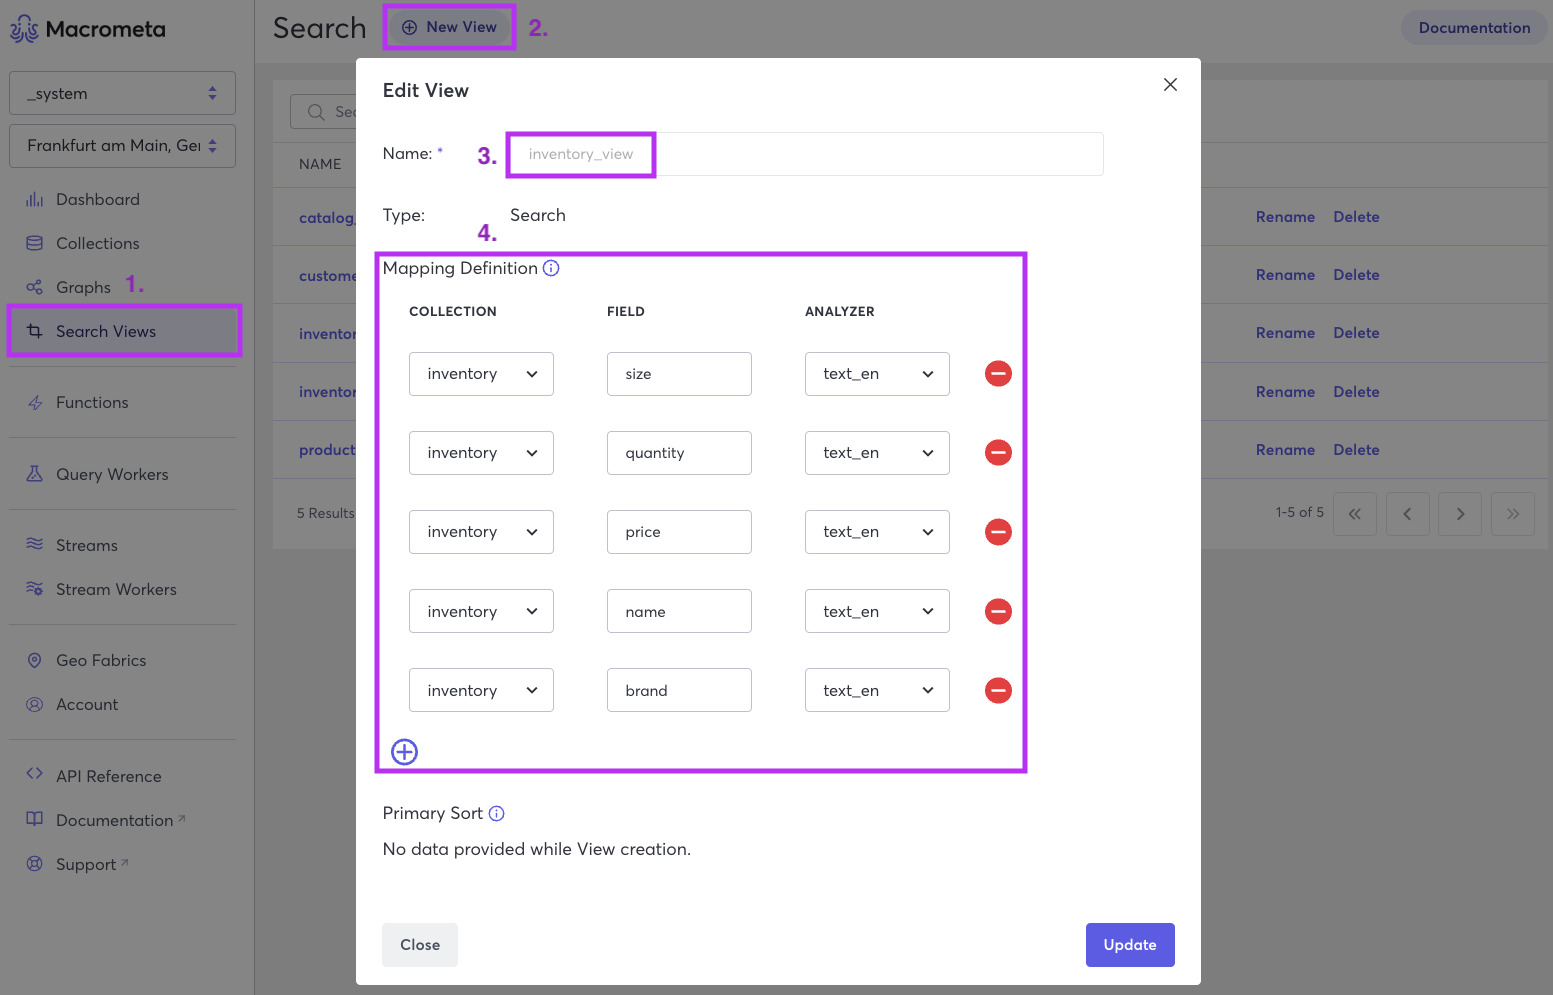 Macrometa
Search
New View
2.
Documentation
_system
Frankfurt am Main, Ger
Dashboard
Collections
Graphs
1.
Search Views
Functions
Query Workers
Streams
Stream Workers
Geo Fabrics
Account
API Reference
Documentation
Support
Sea
NAME
catalog_
custome
inventor
inventor
product
5 Results
Rename Delete
Rename Delete
Rename Delete
Rename Delete
Rename Delete
1-5 of 5
Edit View
Name: *
3.
inventory_view
Type:
Search
4.
Mapping Definition
COLLECTION FIELD ANALYZER
inventory size text_en
inventory quantity text_en
inventory price text_en
inventory name text_en
inventory brand text_en
Primary Sort
No data provided while View creation.
Close
Update